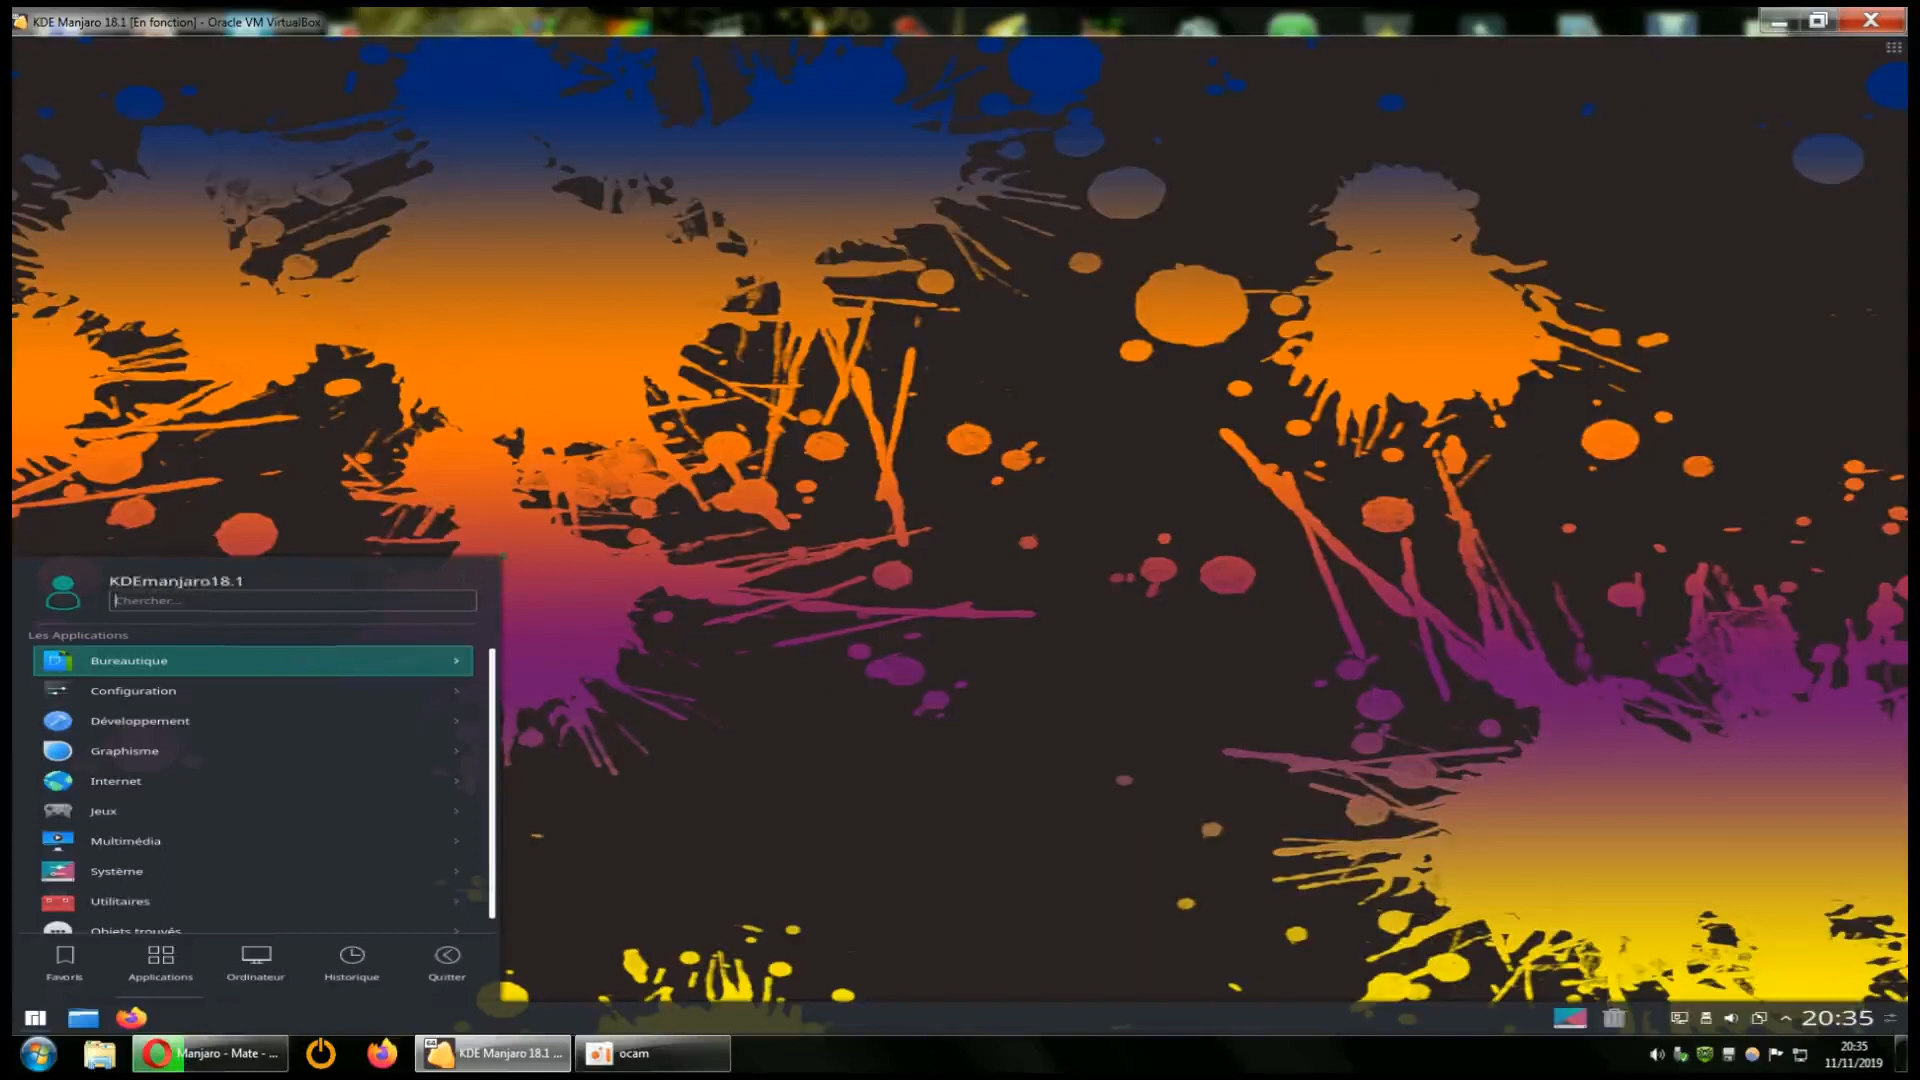 KDE Manjaro 18.1 [En fonction] - Oracle VM VirtualBox
KDEmanjaro18.1
Chercher...
Les Applications
Bureautique
Configuration
Développement
Graphisme
Internet
Jeux
Multimédia
Système
Utilitaires
Objets trouvés
Favoris
Applications
Ordinateur
Historique
Quitter
20:35
Manjaro - Mate - ...
KDE Manjaro 18.1 ...
ocam
20:35
11/11/2019